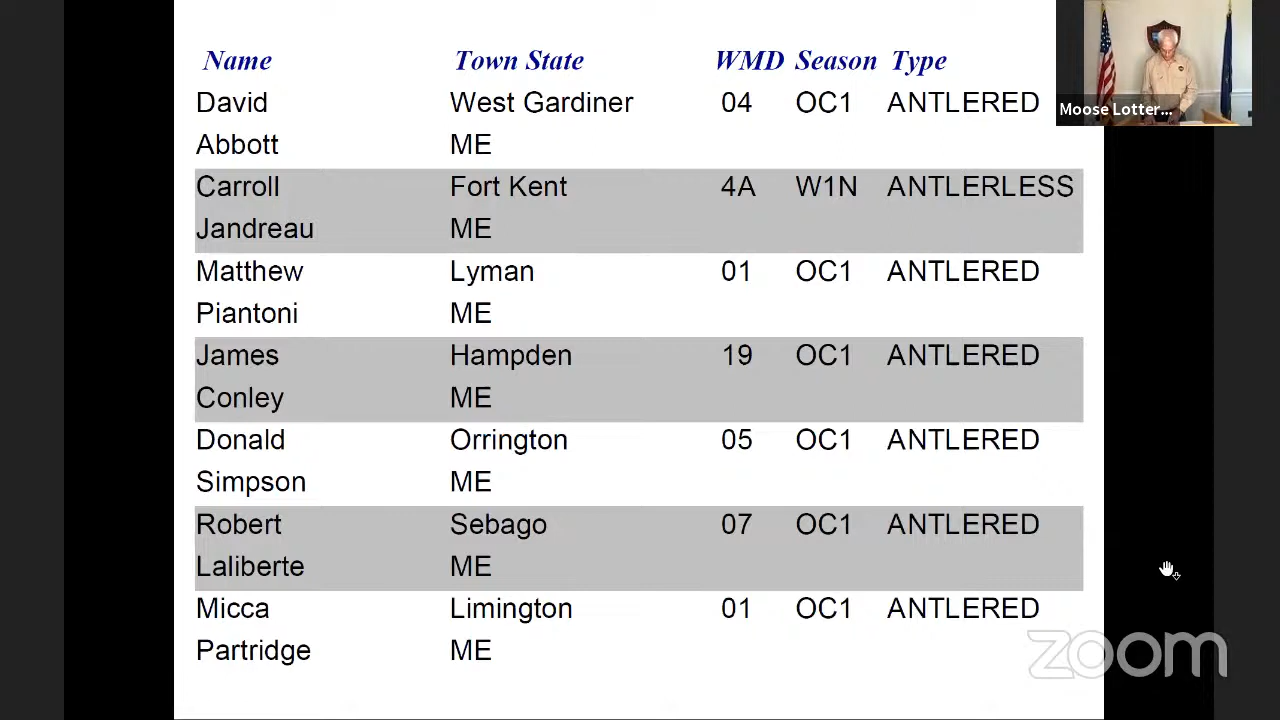 Name Town State WMD Season Type
David West Gardiner 04 OC1 ANTLERED
Abbott ME
Carroll Fort Kent 4A W1N ANTLERLESS
Jandreau ME
Matthew Lyman 01 OC1 ANTLERED
Piantoni ME
James Hampden 19 OC1 ANTLERED
Conley ME
Donald Orrington 05 OC1 ANTLERED
Simpson ME
Robert Sebago 07 OC1 ANTLERED
Laliberte ME
Micca Limington 01 OC1 ANTLERED
Partridge ME
Moose Lotter...
zoom